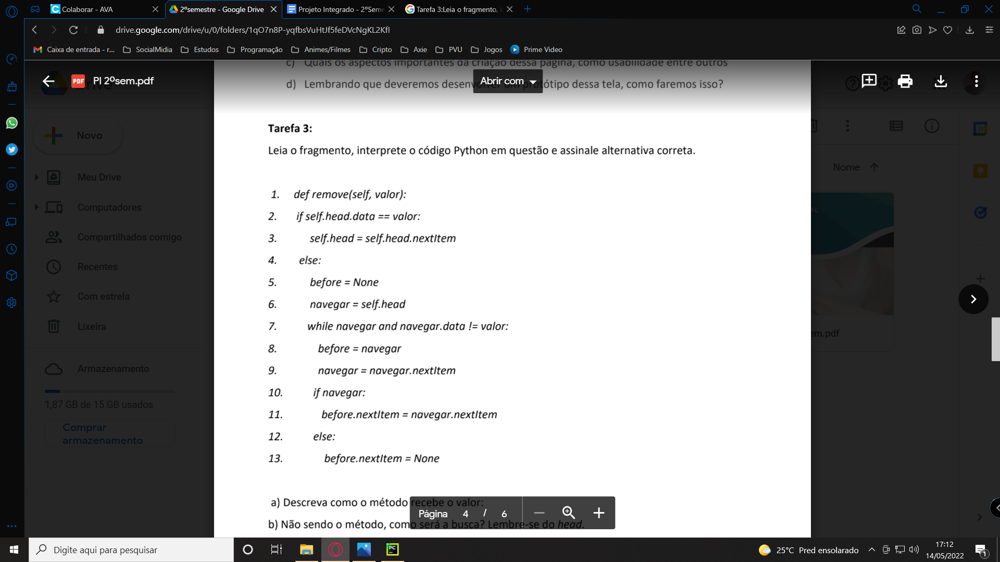 Colaborar - AVA
2ºsemestre - Google Drive
Projeto Integrado - 2ºSeme
Tarefa 3:Leia o fragmento, i
drive.google.com/drive/u/0/folders/1qO7n8P-yqfbsVuHtJf5feDVcNgKL2KfI
Caixa de entrada - r...
SocialMidia
Estudos
Programação
Animes/Filmes
Cripto
Axie
PVU
Jogos
Prime Video
c) Quais os aspectos importantes da criação dessa página, como usabilidade entre outros
PDF
PI 2ºsem.pdf
Abrir com
d) Lembrando que deveremos desenvolver um protótipo dessa tela, como faremos isso?
Novo
Meu Drive
Computadores
Compartilhados comigo
Recentes
Com estrela
Lixeira
Armazenamento
1,87 GB de 15 GB usados
Comprar
armazenamento
Nome
AL
em.pdf
31
Tarefa 3:
Leia o fragmento, interprete o código Python em questão e assinale alternativa correta.
1. def remove(self, valor):
2. if self.head.data == valor:
3. self.head = self.head.nextItem
4. else:
5. before = None
6. navegar = self.head
7. while navegar and navegar.data != valor:
8. before = navegar
9. navegar = navegar.nextItem
10. if navegar:
11. before.nextItem = navegar.nextItem
12. else:
13. before.nextItem = None
a) Descreva como o método recebe o valor:
Página 4 / 6
b) Não sendo o método, como será a busca? Lembre-se do head.
Digite aqui para pesquisar
PC
25°C Pred ensolarado
17:12
14/05/2022
1